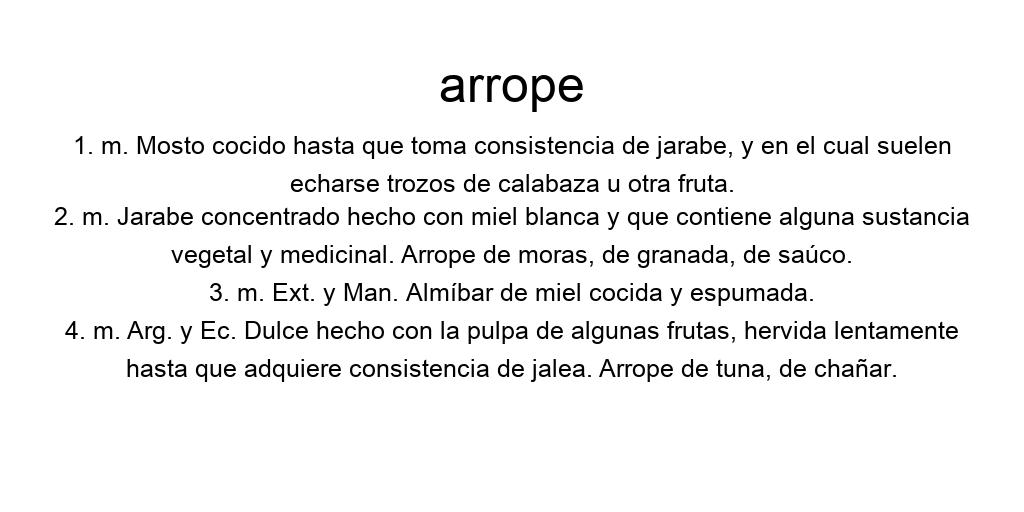 arrope
1. m. Mosto cocido hasta que toma consistencia de jarabe, y en el cual suelen
echarse trozos de calabaza u otra fruta.
2. m. Jarabe concentrado hecho con miel blanca y que contiene alguna sustancia
vegetal y medicinal. Arrope de moras, de granada, de saúco.
3. m. Ext. y Man. Almíbar de miel cocida y espumada.
4. m. Arg. y Ec. Dulce hecho con la pulpa de algunas frutas, hervida lentamente
hasta que adquiere consistencia de jalea. Arrope de tuna, de chañar.